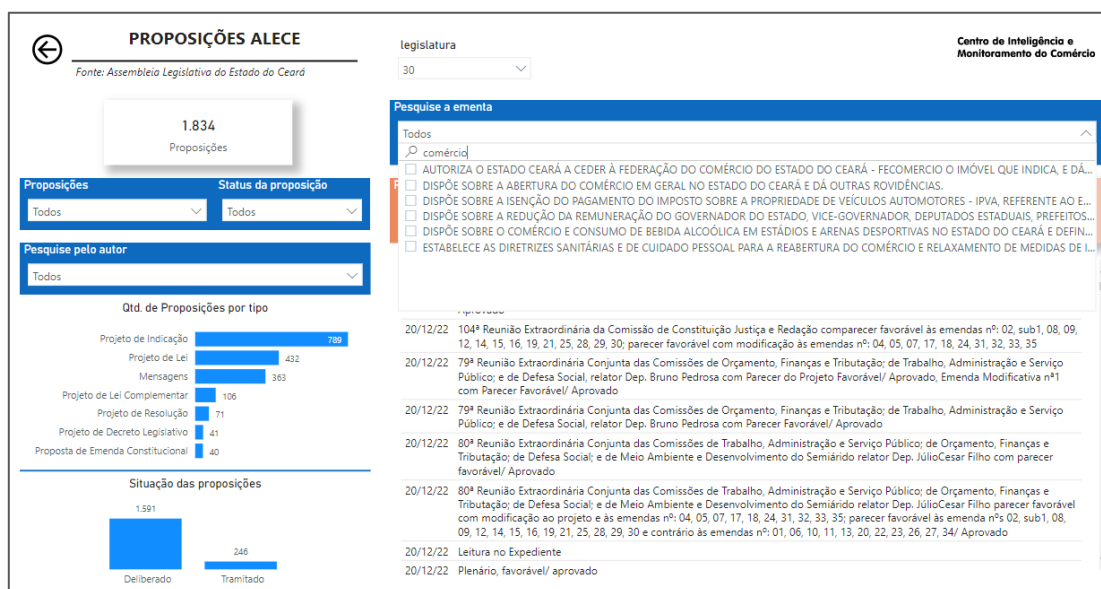 PROPOSIÇÕES ALECE
Fonte: Assembleia Legislativa do Estado do Ceará
legislatura
30
Centro de Inteligência e
Monitoramento do Comércio
1.834
Proposições
Proposições
Todos
Status da proposição
Todos
Pesquise pelo autor
Todos
Pesquise a ementa
Todos
comércio
AUTORIZA O ESTADO CEARÁ A CEDER À FEDERAÇÃO DO COMÉRCIO DO ESTADO DO CEARÁ - FECOMERCIO O IMÓVEL QUE INDICA, E DÁ...
DISPÕE SOBRE A ABERTURA DO COMÉRCIO EM GERAL NO ESTADO DO CEARÁ E DÁ OUTRAS ROVIDÊNCIAS.
DISPÕE SOBRE A ISENÇÃO DO PAGAMENTO DO IMPOSTO SOBRE A PROPRIEDADE DE VEÍCULOS AUTOMOTORES - IPVA, REFERENTE AO E...
DISPÕE SOBRE A REDUÇÃO DA REMUNERAÇÃO DO GOVERNADOR DO ESTADO, VICE-GOVERNADOR, DEPUTADOS ESTADUAIS, PREFEITOS...
DISPÕE SOBRE O COMÉRCIO E CONSUMO DE BEBIDA ALCOÓLICA EM ESTÁDIOS E ARENAS DESPORTIVAS NO ESTADO DO CEARÁ E DEFIN...
ESTABELECE AS DIRETRIZES SANITÁRIAS E DE CUIDADO PESSOAL PARA A REABERTURA DO COMÉRCIO E RELAXAMENTO DE MEDIDAS DE I...
Qtd. de Proposições por tipo
Projeto de Indicação 789
Projeto de Lei 432
Mensagens 363
Projeto de Lei Complementar 106
Projeto de Resolução 71
Projeto de Decreto Legislativo 41
Proposta de Emenda Constitucional 40
Situação das proposições
1.591
246
Deliberado
Tramitado
Aprovado
20/12/22 104ª Reunião Extraordinária da Comissão de Constituição Justiça e Redação comparecer favorável às emendas nº: 02, sub1, 08, 09,
12, 14, 15, 16, 19, 21, 25, 28, 29, 30; parecer favorável com modificação às emendas nº: 04, 05, 07, 17, 18, 24, 31, 32, 33, 35
20/12/22 79ª Reunião Extraordinária Conjunta das Comissões de Orçamento, Finanças e Tributação; de Trabalho, Administração e Serviço
Público; e de Defesa Social, relator Dep. Bruno Pedrosa com Parecer do Projeto Favorável/ Aprovado, Emenda Modificativa nª1
com Parecer Favorável/ Aprovado
20/12/22 79ª Reunião Extraordinária Conjunta das Comissões de Orçamento, Finanças e Tributação; de Trabalho, Administração e Serviço
Público; e de Defesa Social, relator Dep. Bruno Pedrosa com Parecer Favorável/ Aprovado
20/12/22 80ª Reunião Extraordinária Conjunta das Comissões de Trabalho, Administração e Serviço Público; de Orçamento, Finanças e
Tributação; de Defesa Social; e de Meio Ambiente e Desenvolvimento do Semiárido relator Dep. JúlioCesar Filho com parecer
favorável/ Aprovado
20/12/22 80ª Reunião Extraordinária Conjunta das Comissões de Trabalho, Administração e Serviço Público; de Orçamento, Finanças e
Tributação; de Defesa Social; e de Meio Ambiente e Desenvolvimento do Semiárido relator Dep. JúlioCesar Filho parecer favorável
com modificação ao projeto e às emendas nº: 04, 05, 07, 17, 18, 24, 31, 32, 33, 35; parecer favorável às emenda nºs 02, sub1, 08,
09, 12, 14, 15, 16, 19, 21, 25, 28, 29, 30 e contrário às emendas nº: 01, 06, 10, 11, 13, 20, 22, 23, 26, 27, 34/ Aprovado
20/12/22 Leitura no Expediente
20/12/22 Plenário, favorável/ aprovado